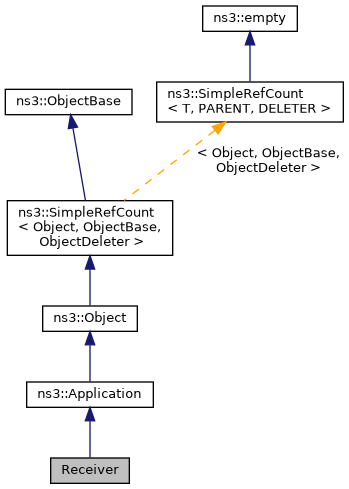 ns3::empty
ns3::ObjectBase
ns3::SimpleRefCount
< T, PARENT, DELETER >
< Object, ObjectBase,
ObjectDeleter >
ns3::SimpleRefCount
< Object, ObjectBase,
ObjectDeleter >
ns3::Object
ns3::Application
Receiver